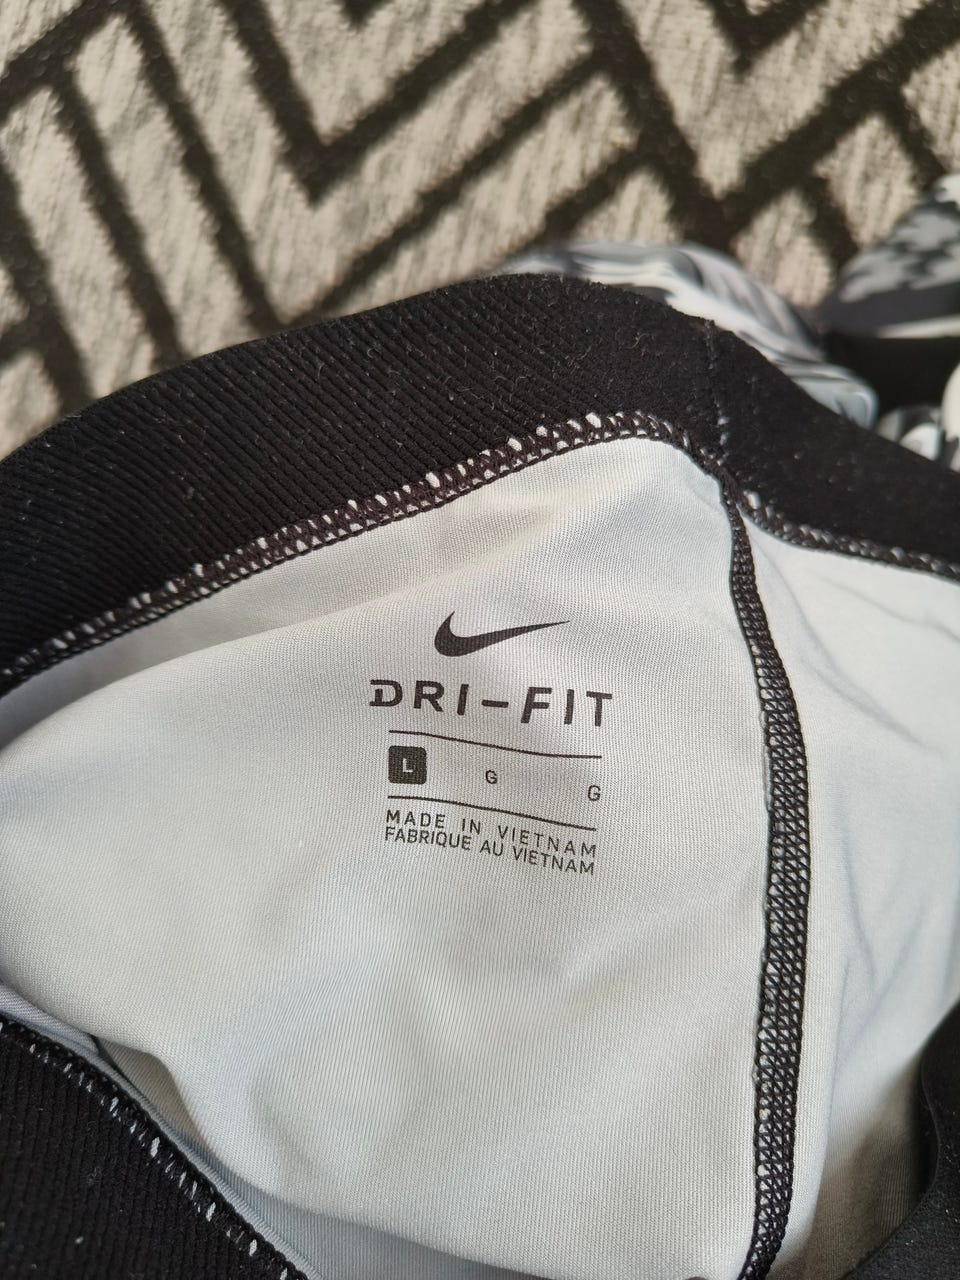 DRI-FIT
L G G
MADE IN VIETNAM
FABRIQUE AU VIETNAM